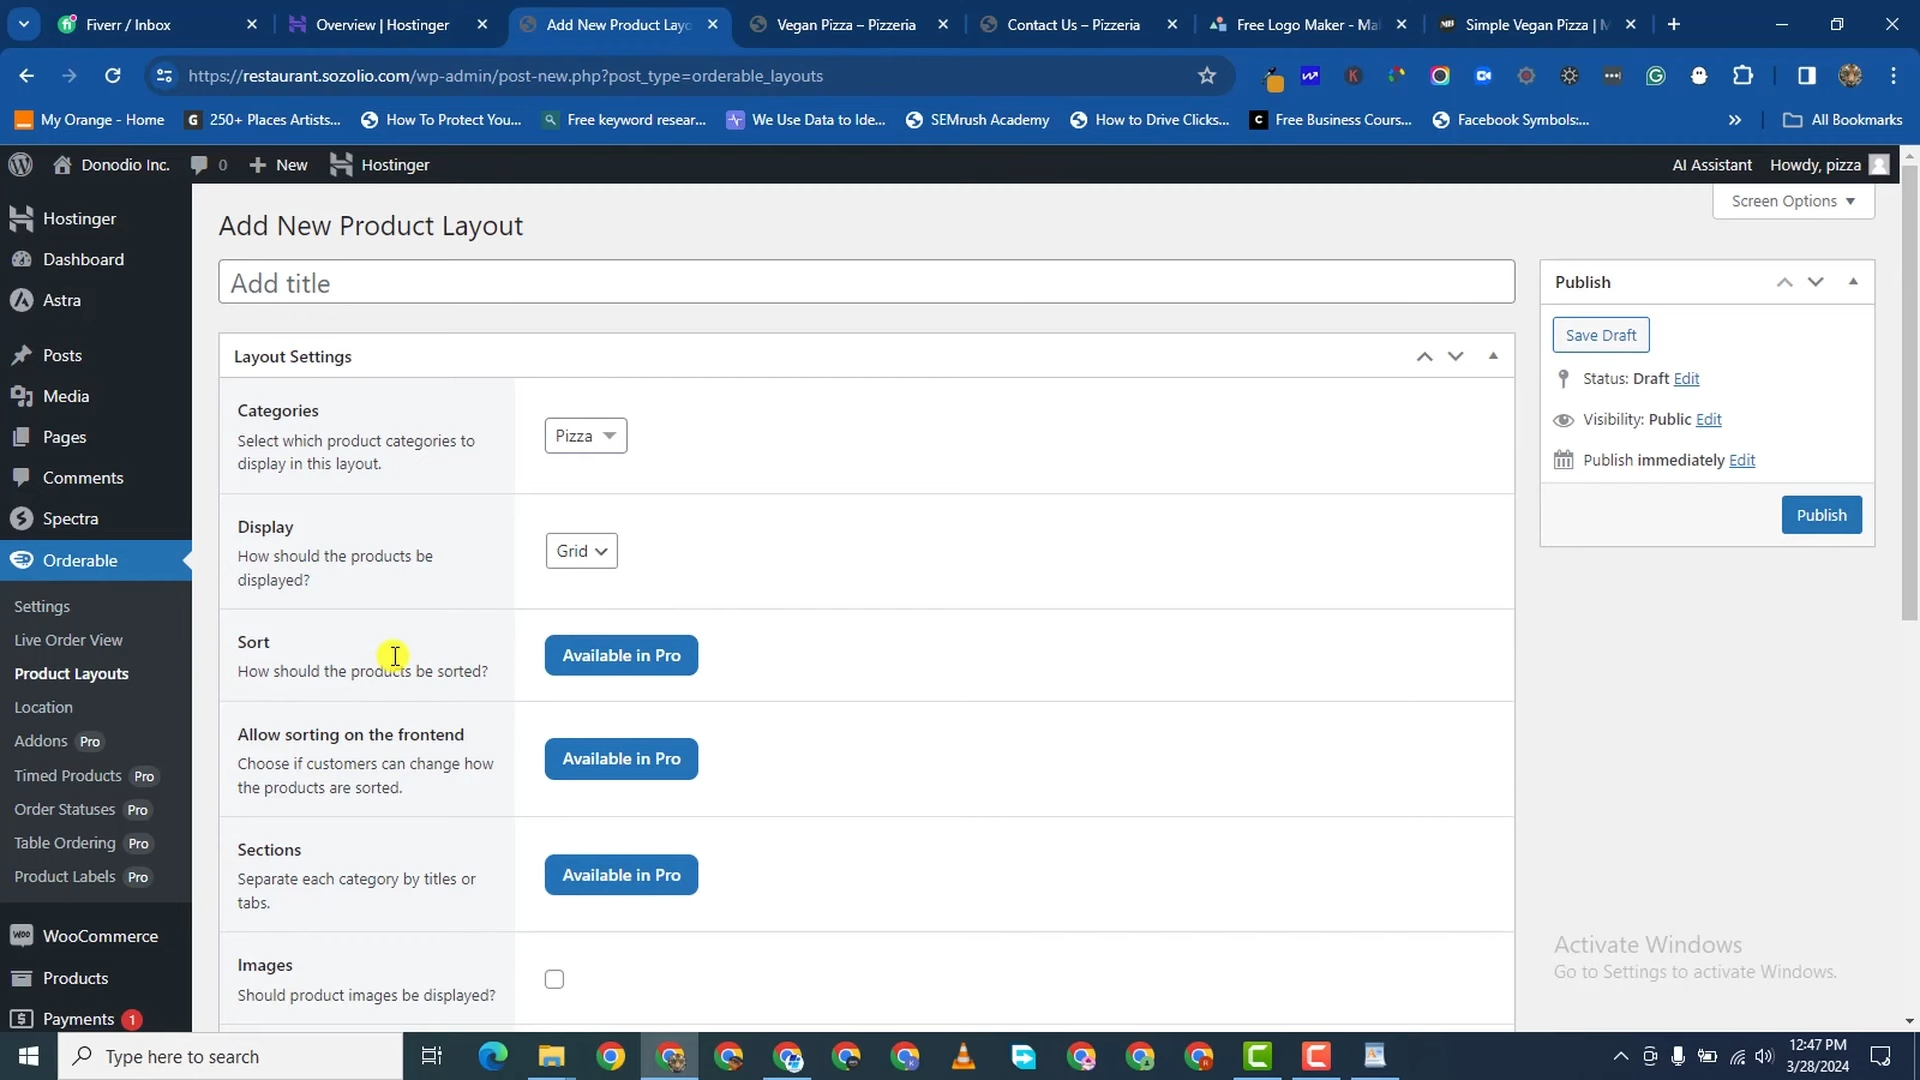 Fiverr / Inbox
Overview | Hostinger
Add New Product Layo
Vegan Pizza – Pizzeria
Contact Us – Pizzeria
Free Logo Maker - Ma
Simple Vegan Pizza | M
https://restaurant.sozolio.com/wp-admin/post-new.php?post_type=orderable_layouts
My Orange - Home
250+ Places Artists...
How To Protect You...
Free keyword resear...
We Use Data to Ide...
SEMrush Academy
How to Drive Clicks...
Free Business Cours...
Facebook Symbols:...
All Bookmarks
Donodio Inc.
0
New
Hostinger
AI Assistant
Howdy, pizza
Hostinger
Dashboard
Astra
Posts
Media
Pages
Comments
Spectra
Orderable
Settings
Live Order View
Product Layouts
Location
Addons Pro
Timed Products Pro
Order Statuses Pro
Table Ordering Pro
Product Labels Pro
WooCommerce
Products
Payments 1
Screen Options
Add New Product Layout
Add title
Layout Settings
Categories
Select which product categories to
display in this layout.
Pizza
Display
How should the products be
displayed?
Grid
Sort
How should the products be sorted?
Available in Pro
Allow sorting on the frontend
Choose if customers can change how
the products are sorted.
Available in Pro
Sections
Separate each category by titles or
tabs.
Available in Pro
Images
Should product images be displayed?
Publish
Save Draft
Status: Draft Edit
Visibility: Public Edit
Publish immediately Edit
Publish
Activate Windows
Go to Settings to activate Windows.
Type here to search
12:47 PM
3/28/2024